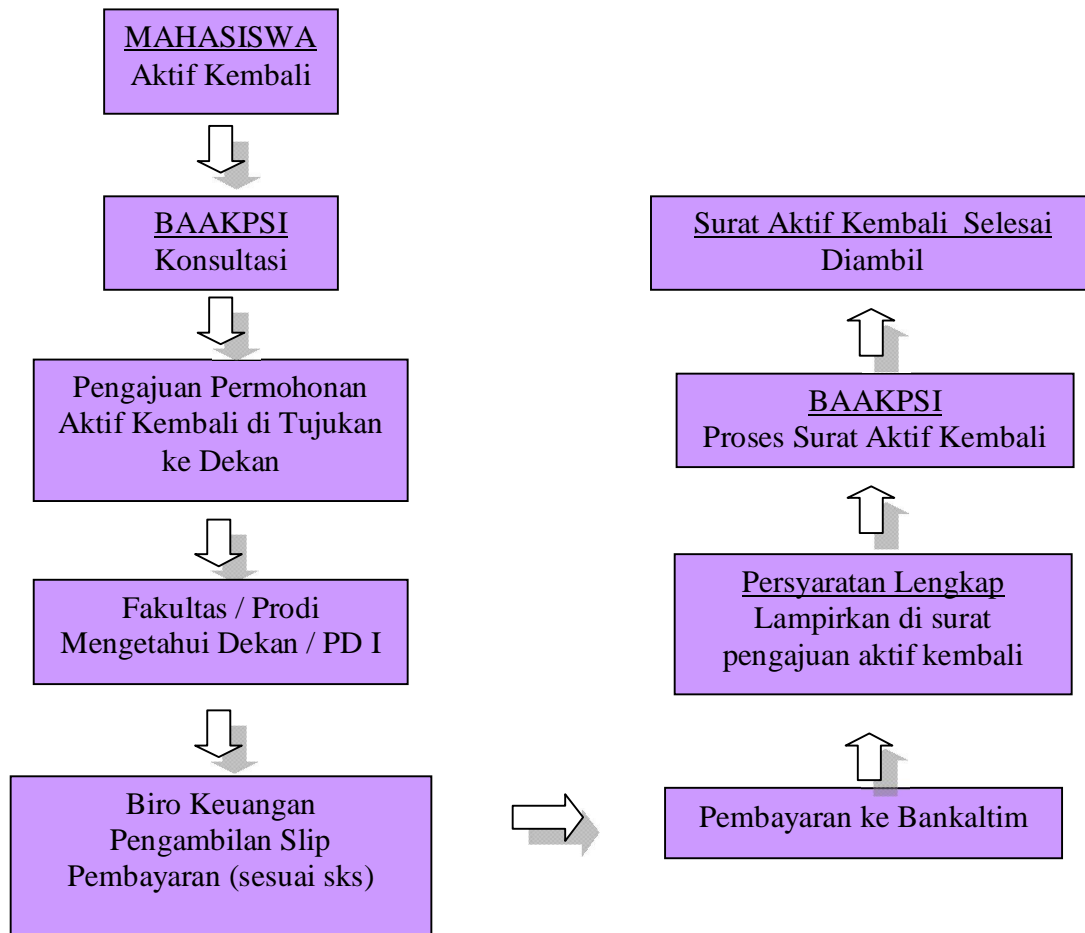 MAHASISWA
Aktif Kembali
BAAKPSI
Konsultasi
Pengajuan Permohonan
Aktif Kembali di Tujukan
ke Dekan
Fakultas / Prodi
Mengetahui Dekan / PD I
Biro Keuangan
Pengambilan Slip
Pembayaran (sesuai sks)
Pembayaran ke Bankaltim
Persyaratan Lengkap
Lampirkan di surat
pengajuan aktif kembali
BAAKPSI
Proses Surat Aktif Kembali
Surat Aktif Kembali  Selesai
Diambil